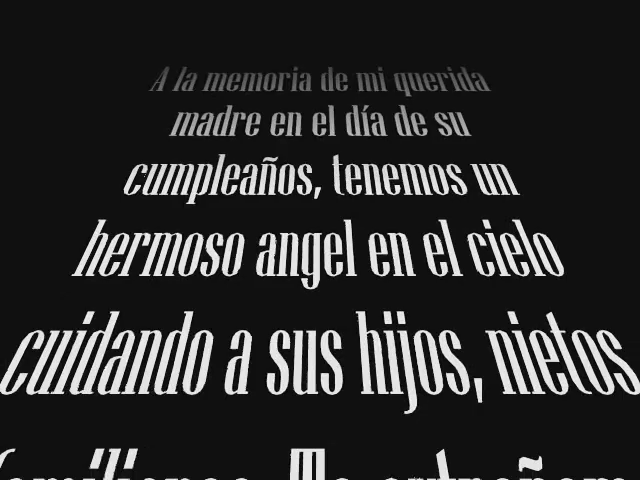 A la memoria de mi querida
madre en el día de su
cumpleaños, tenemos un
hermoso angel en el cielo
cuidando a sus hijos, nietos